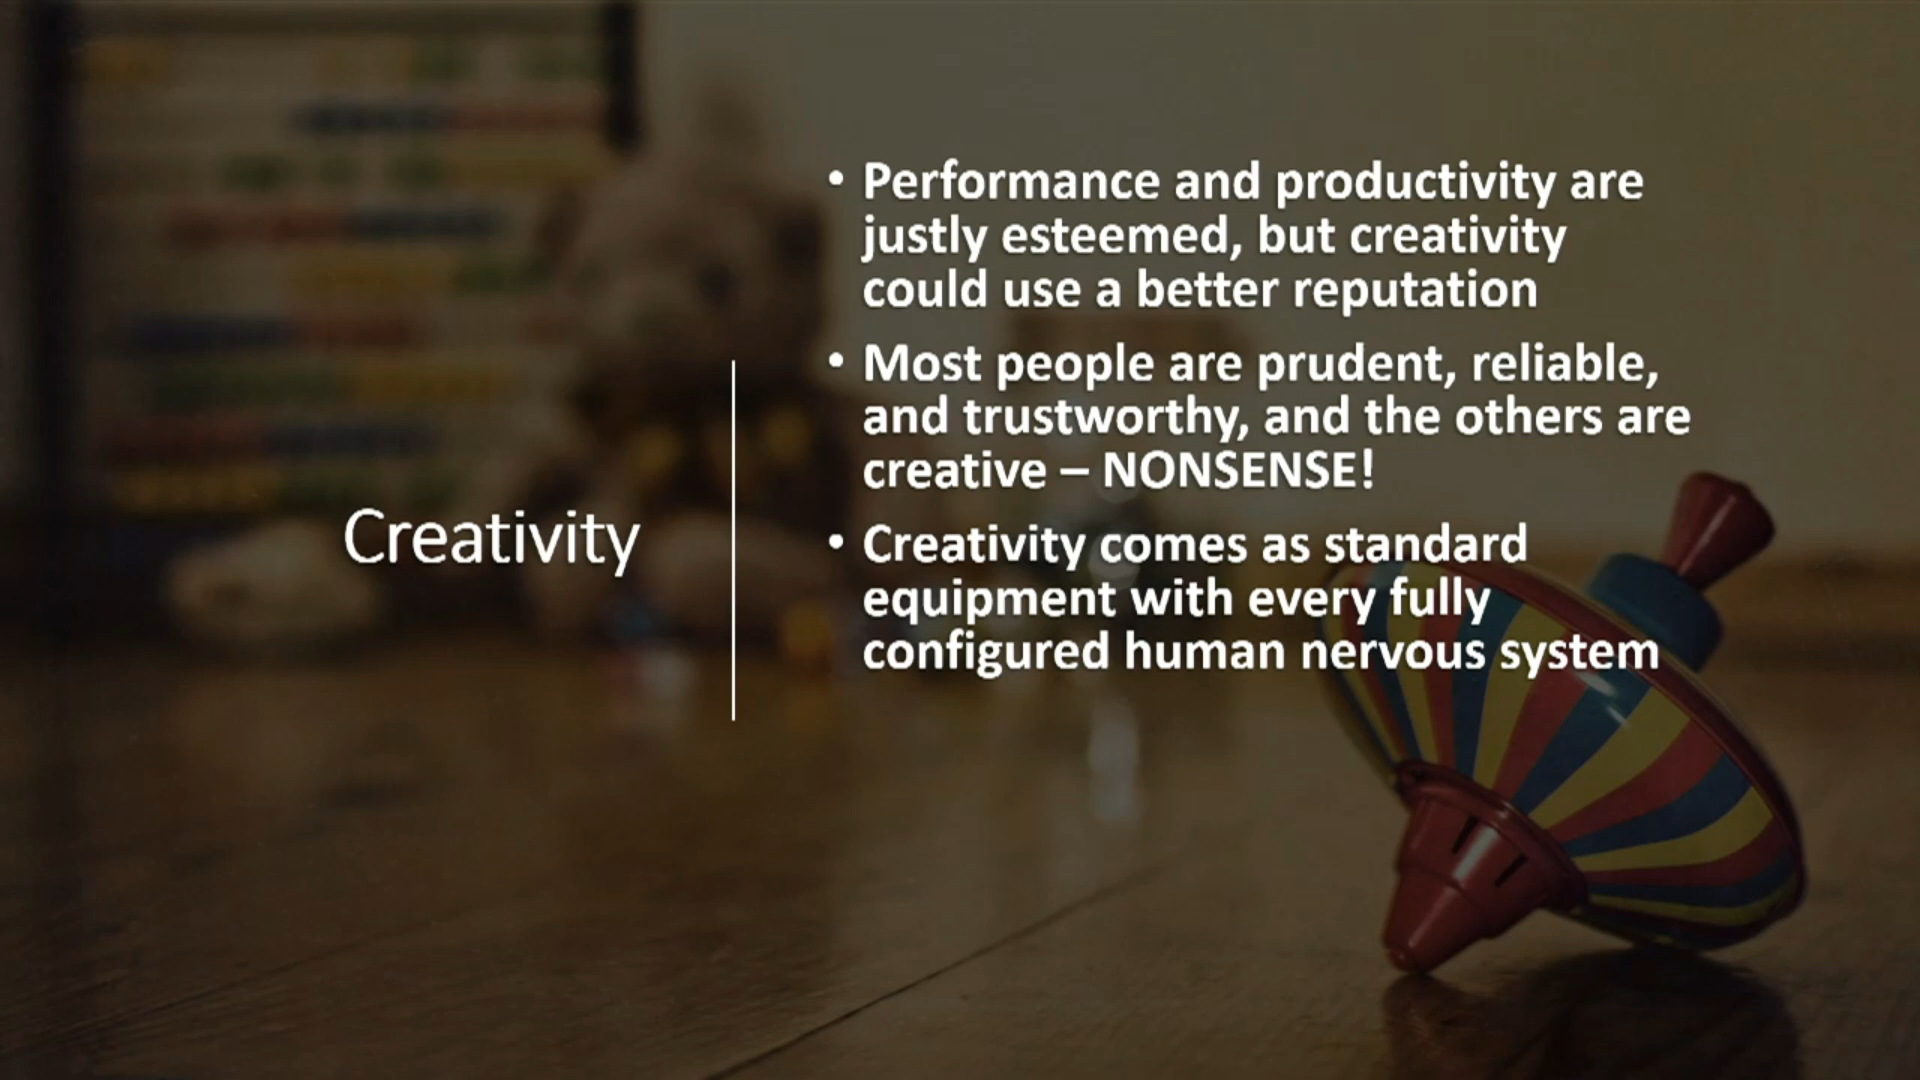 Creativity
• Performance and productivity are
justly esteemed, but creativity
could use a better reputation
• Most people are prudent, reliable,
and trustworthy, and the others are
creative – NONSENSE!
• Creativity comes as standard
equipment with every fully
configured human nervous system